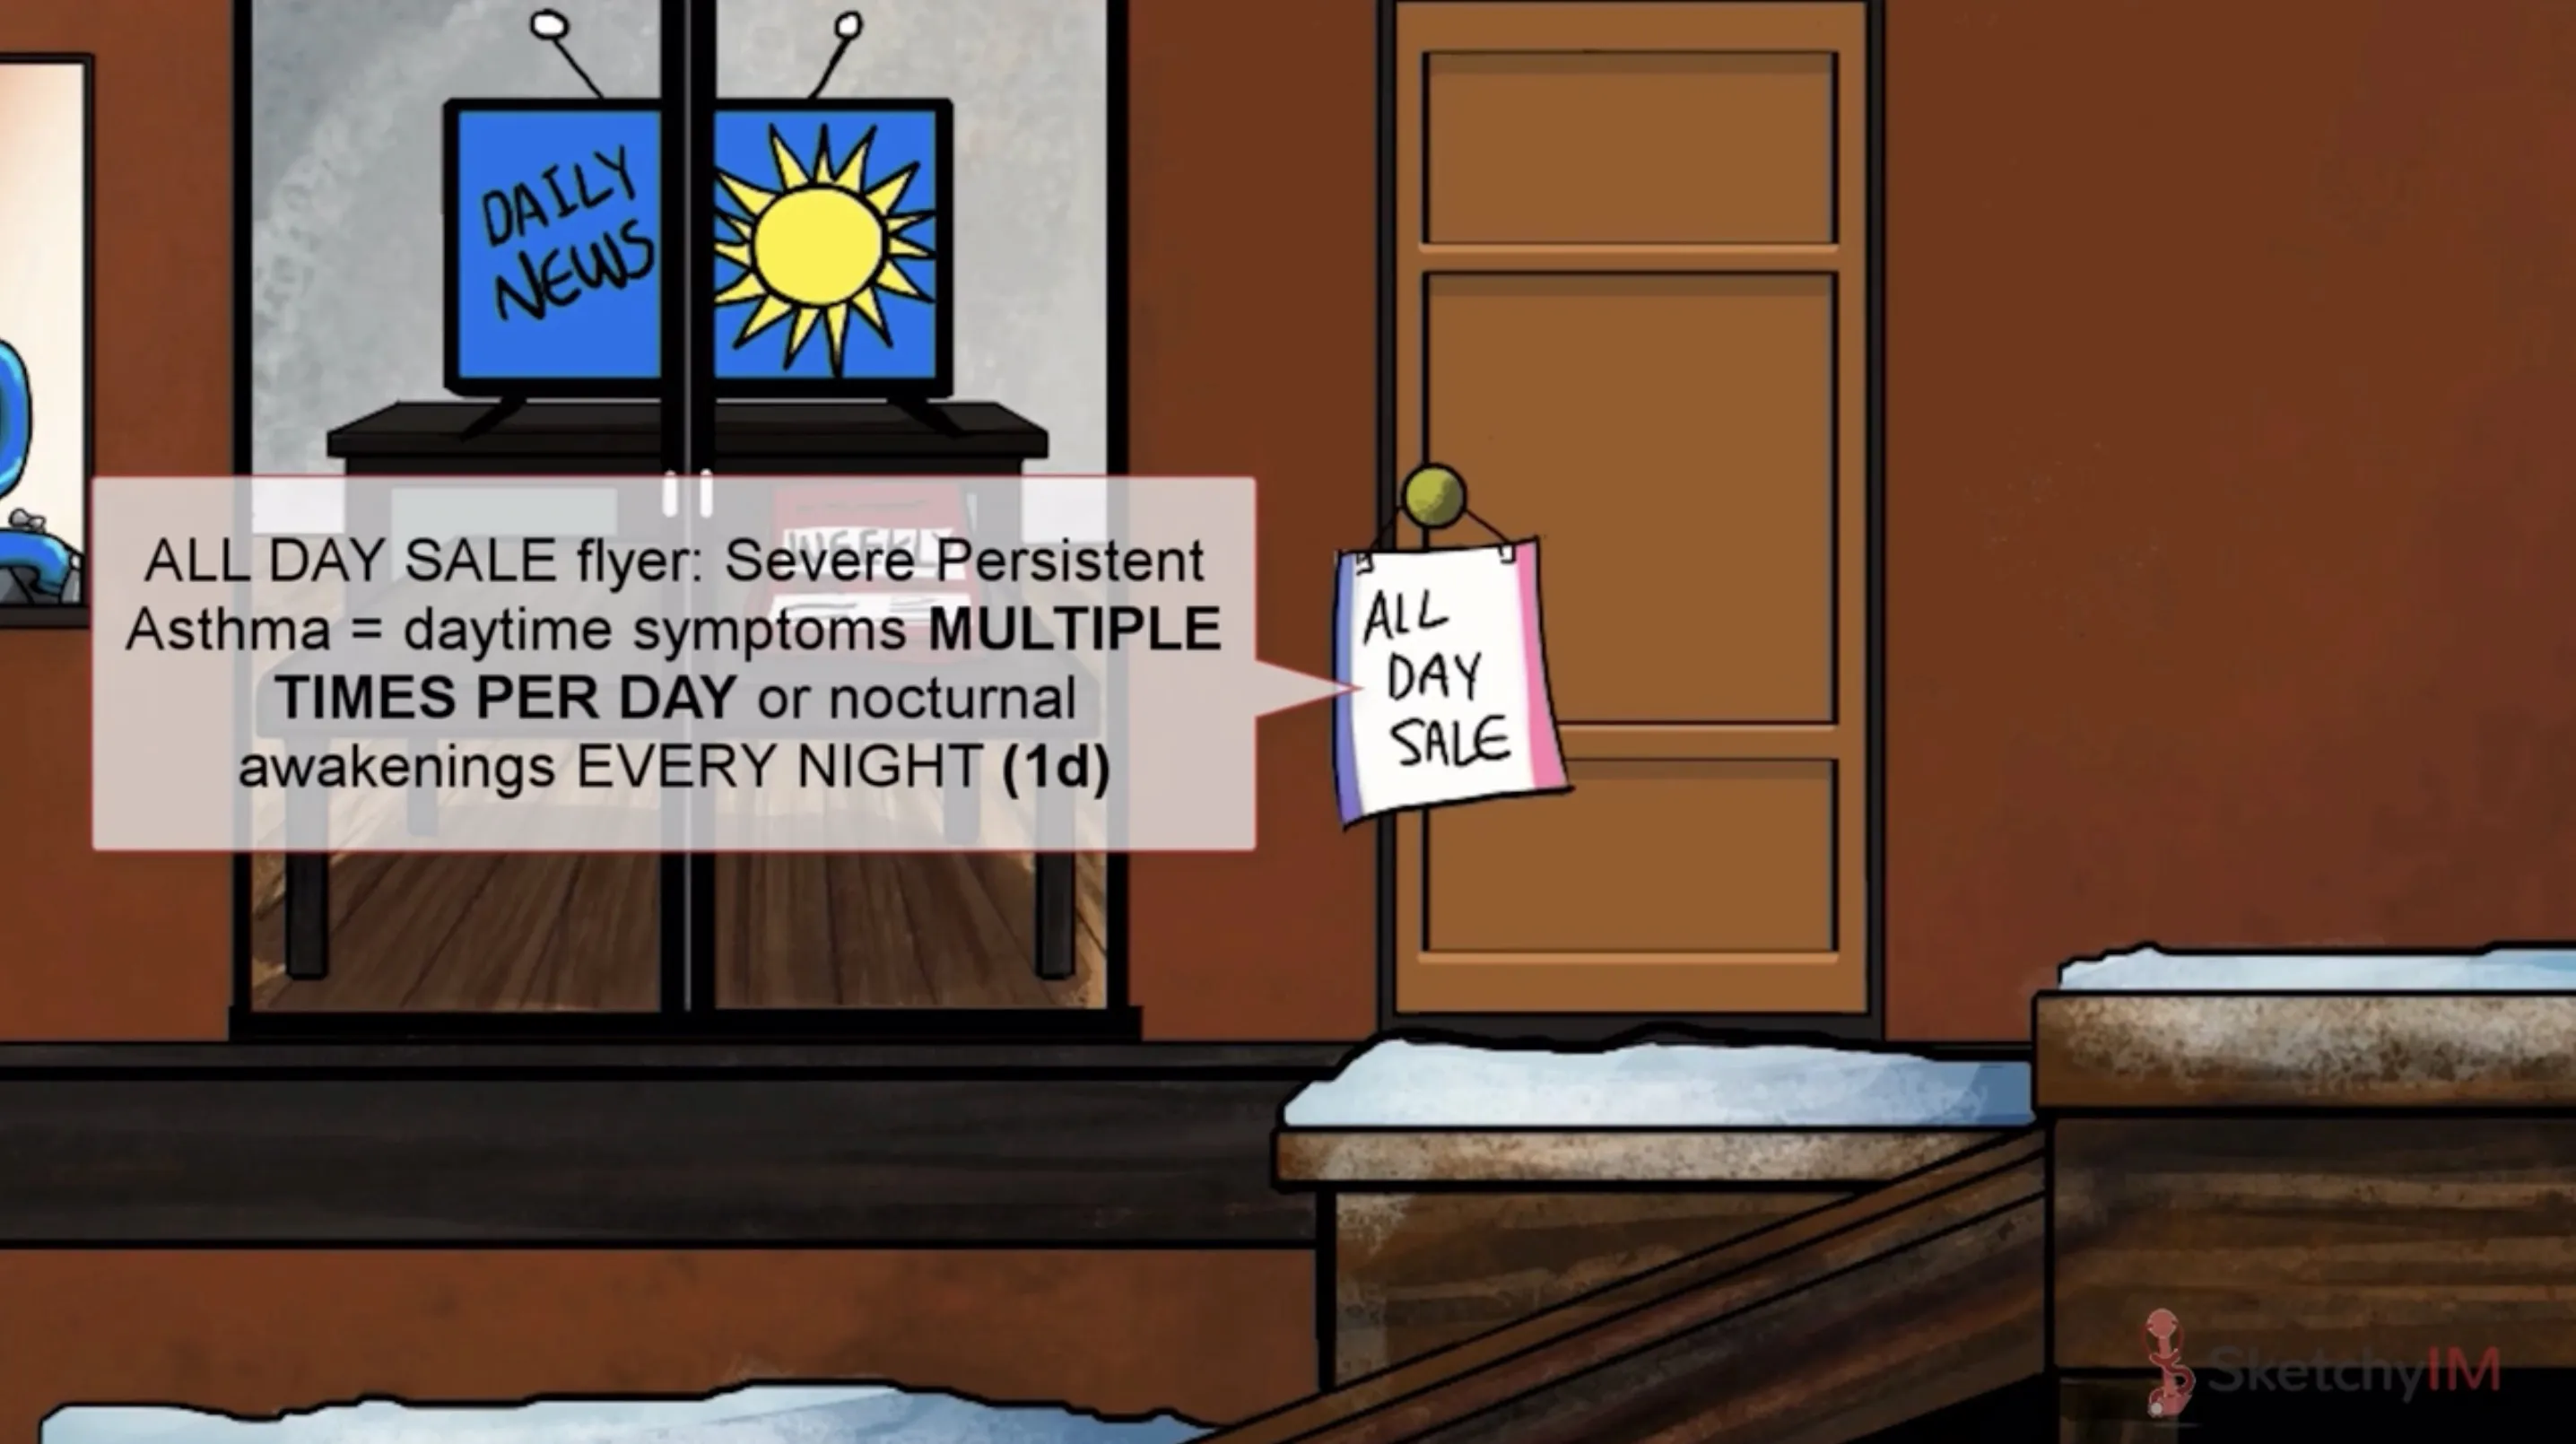 DAILY
NEWS
WEEKLY
ALL DAY SALE flyer: Severe Persistent
Asthma = daytime symptoms MULTIPLE
TIMES PER DAY or nocturnal
awakenings EVERY NIGHT (1d)
ALL
DAY
SALE
SketchyIM